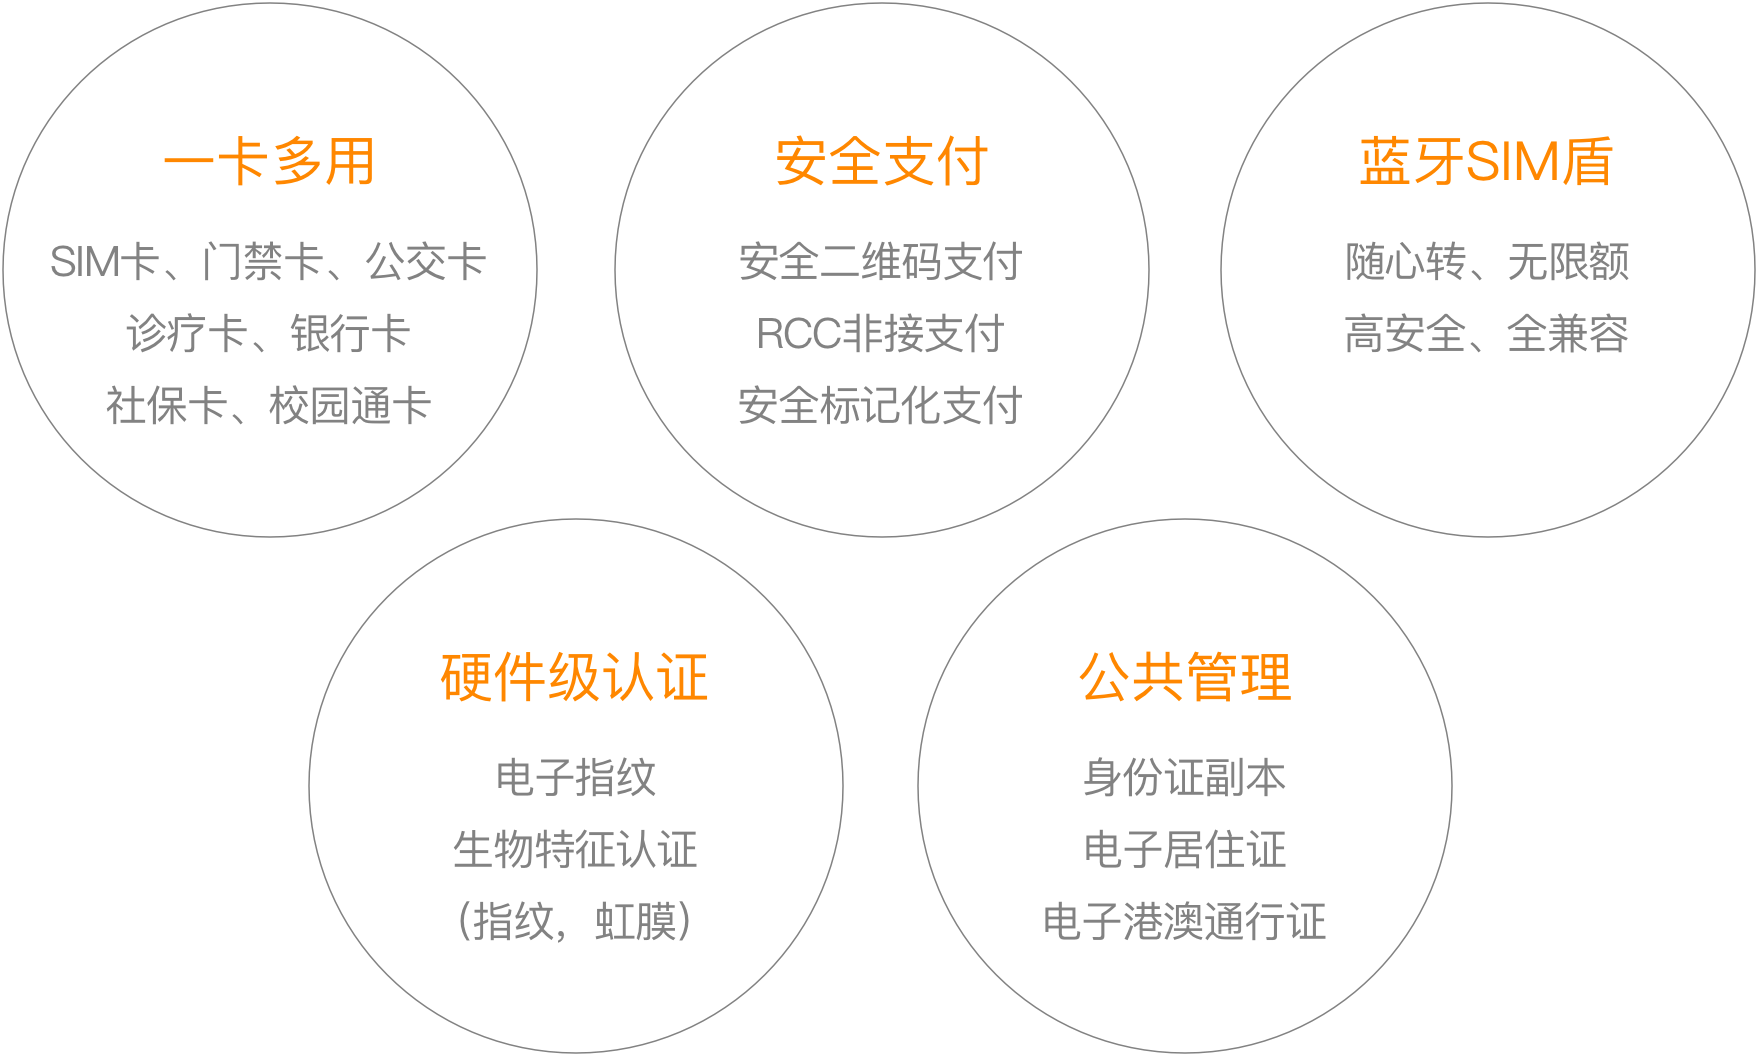 一卡多用
SIM卡、门禁卡、公交卡
诊疗卡、银行卡
社保卡、校园通卡
安全支付
安全二维码支付
RCC非接支付
安全标记化支付
蓝牙SIM盾
随心转、无限额
高安全、全兼容
硬件级认证
电子指纹
生物特征认证
（指纹，虹膜）
公共管理
身份证副本
电子居住证
电子港澳通行证